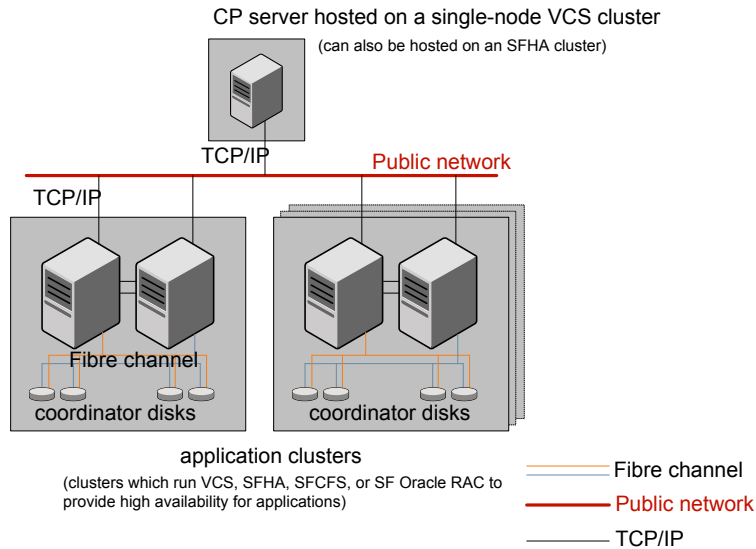 CP server hosted on a single-node VCS cluster
(can also be hosted on an SFHA cluster)
TCP/IP
Public network
TCP/IP
Fibre channel
coordinator disks
coordinator disks
application clusters
(clusters which run VCS, SFHA, SFCFS, or SF Oracle RAC to
provide high availability for applications)
Fibre channel
Public network
TCP/IP